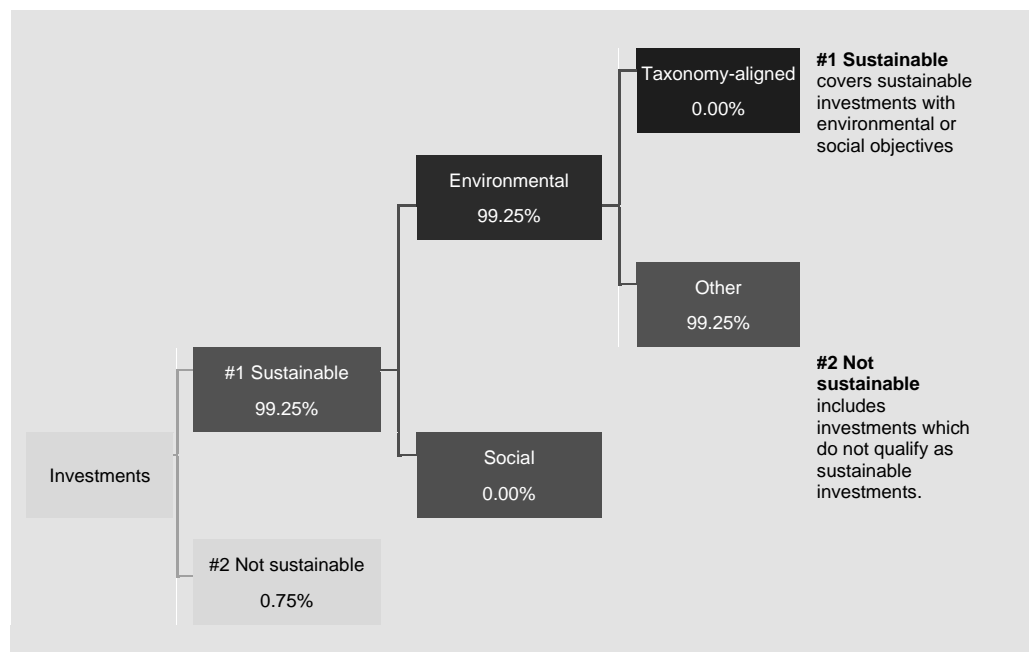 Investments
#1 Sustainable
99.25%
#2 Not sustainable
0.75%
Environmental
99.25%
Social
0.00%
Taxonomy-aligned
0.00%
Other
99.25%
#1 Sustainable
covers sustainable
investments with
environmental or
social objectives
#2 Not
sustainable
includes
investments which
do not qualify as
sustainable
investments.